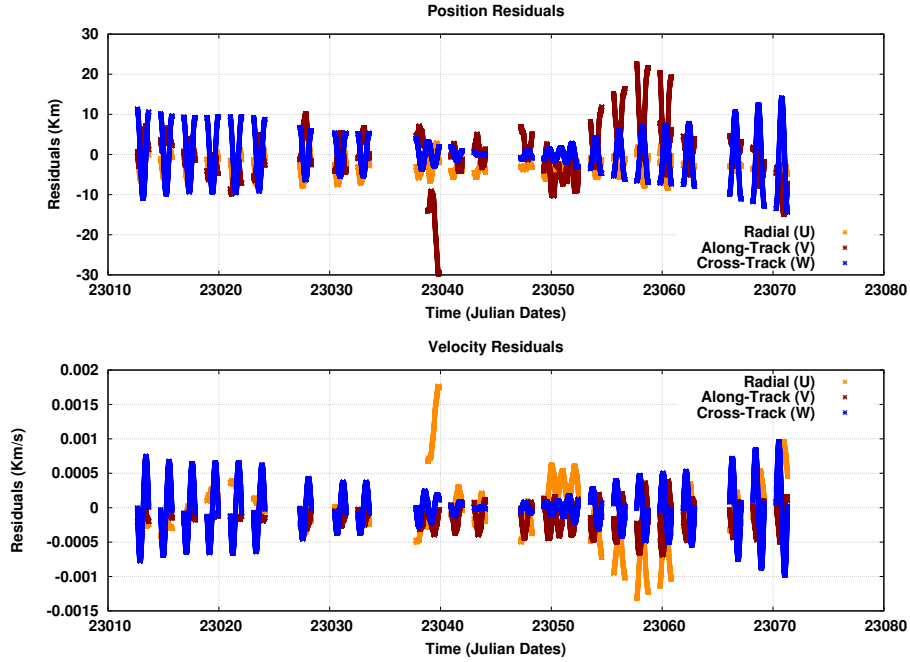 Position Residuals
30
20
10
0
-10
-20
-30
Residuals (Km)
Radial (U)
Along-Track (V)
Cross-Track (W)
23010 23020 23030 23040 23050 23060 23070 23080
Time (Julian Dates)
Velocity Residuals
0.002
0.0015
0.001
0.0005
0
-0.0005
-0.001
-0.0015
Residuals (Km/s)
Radial (U)
Along-Track (V)
Cross-Track (W)
23010 23020 23030 23040 23050 23060 23070 23080
Time (Julian Dates)